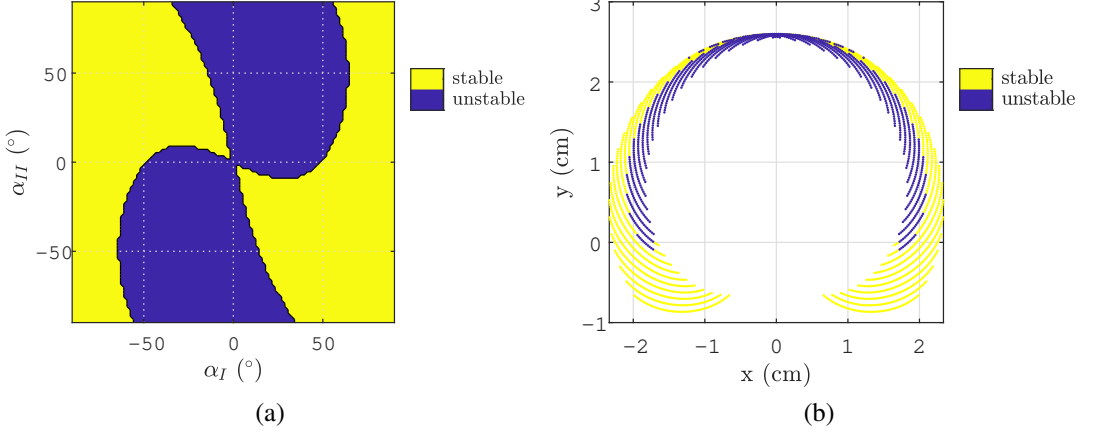 50
0
−50
−50 0 50
α_I (°)
α_II (°)
stable
unstable
(a)
3
2
1
0
−1
−2 −1 0 1 2
x (cm)
y (cm)
stable
unstable
(b)